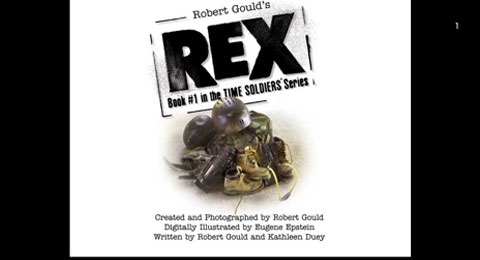 Robert Gould's
REX
Book #1 in the TIME SOLDIERS® Series
Created and Photographed by Robert Gould
Digitally Illustrated by Eugene Epstein
Written by Robert Gould and Kathleen Duey
1